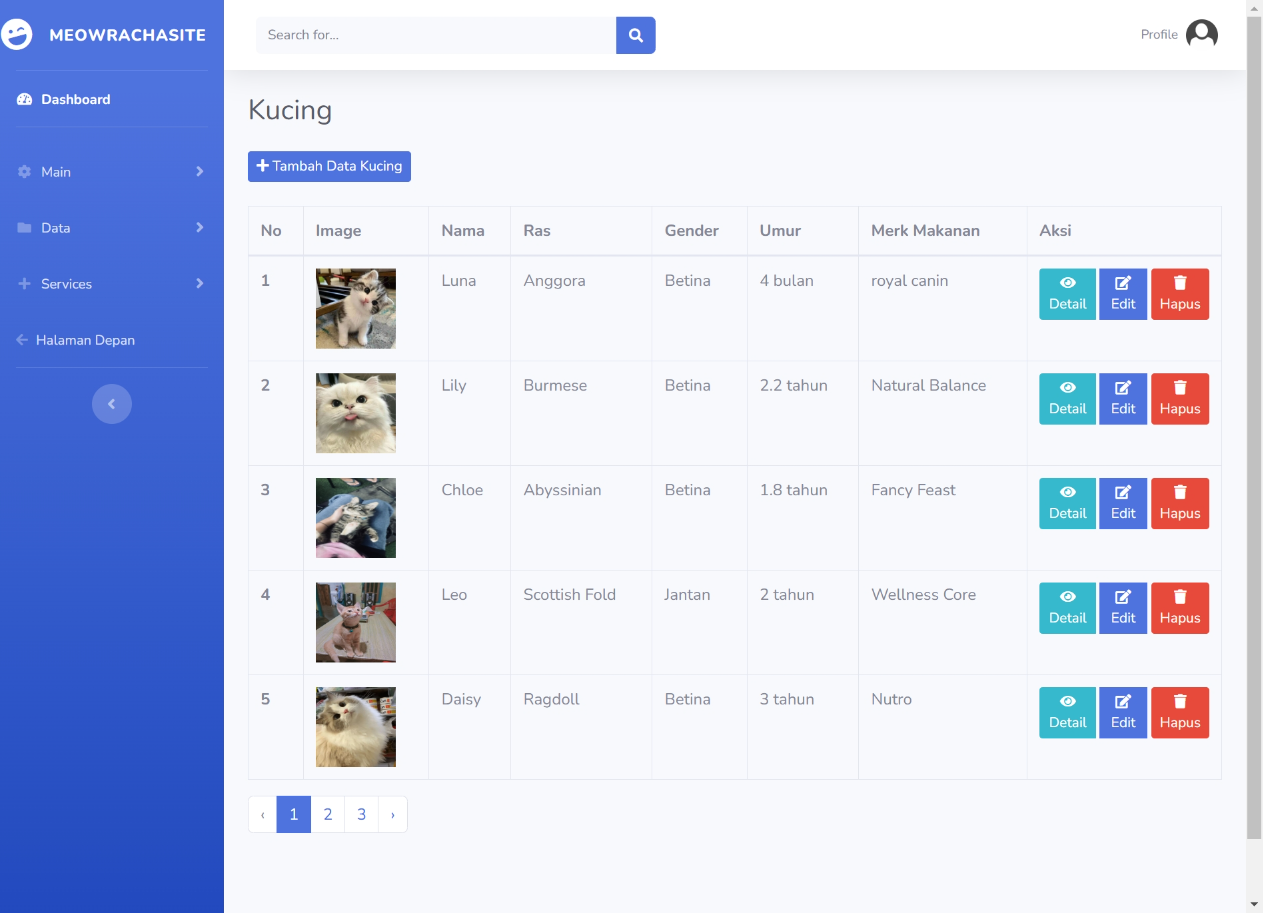 MEOWRACHASITE
Search for...
Profile
Dashboard
Main
Data
Services
Halaman Depan
Kucing
Tambah Data Kucing
No Image Nama Ras Gender Umur Merk Makanan Aksi
1 Luna Anggora Betina 4 bulan royal canin Detail Edit Hapus
2 Lily Burmese Betina 2.2 tahun Natural Balance Detail Edit Hapus
3 Chloe Abyssinian Betina 1.8 tahun Fancy Feast Detail Edit Hapus
4 Leo Scottish Fold Jantan 2 tahun Wellness Core Detail Edit Hapus
5 Daisy Ragdoll Betina 3 tahun Nutro Detail Edit Hapus
‹ 1 2 3 ›